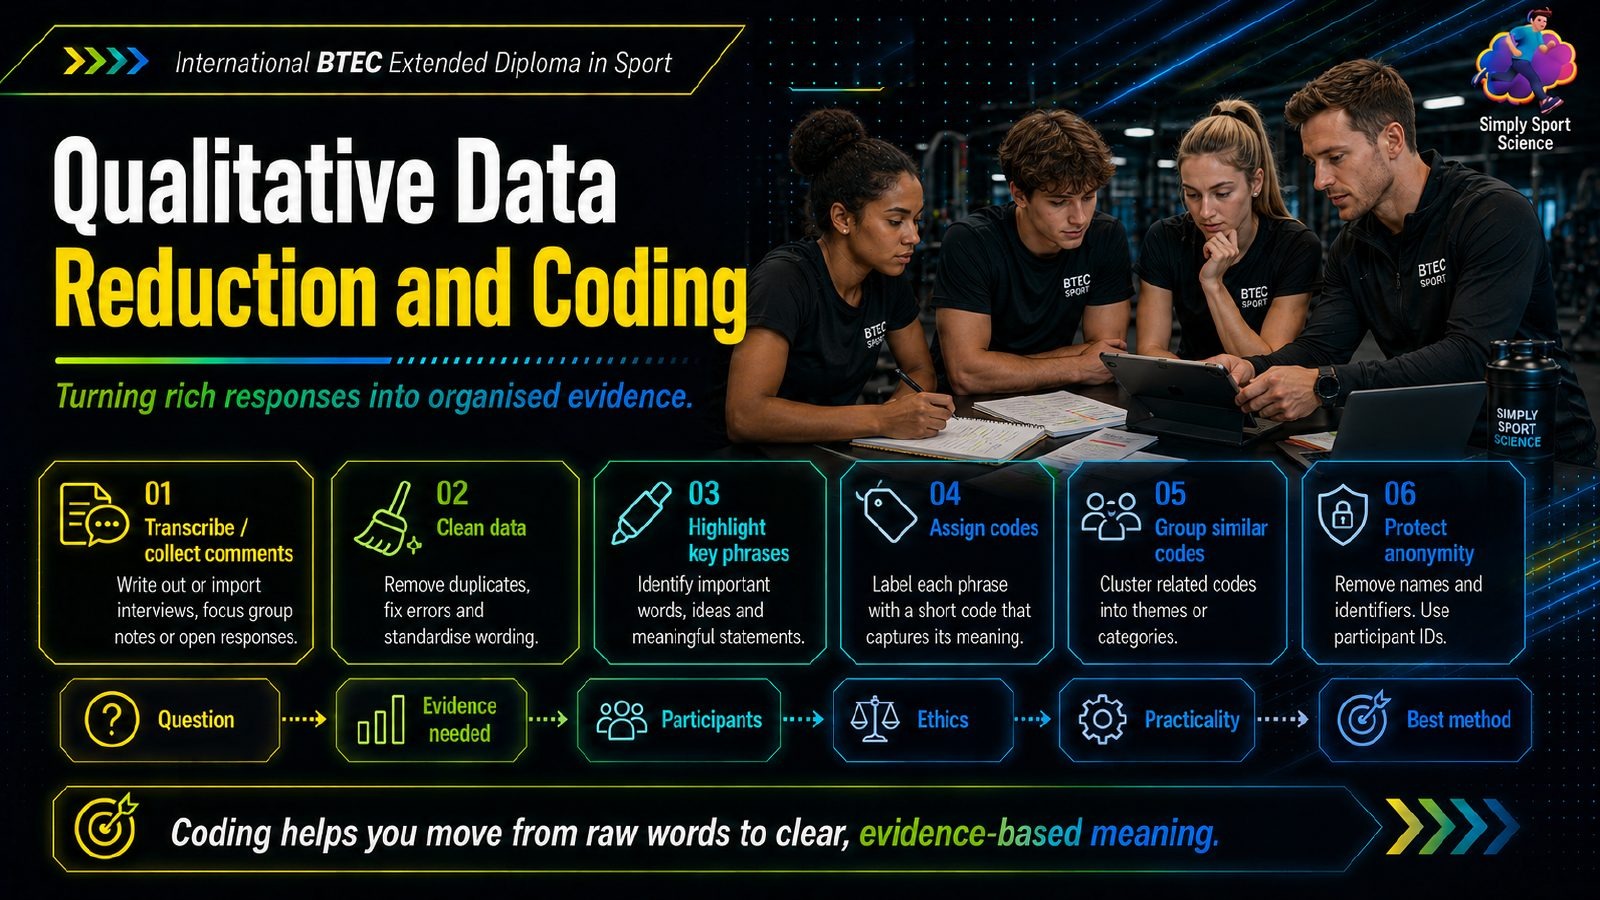 International BTEC Extended Diploma in Sport
Simply Sport
Science
Qualitative Data
Reduction and Coding
Turning rich responses into organised evidence.
BTEC
SPORT
BTEC
SPORT
BTEC
SPORT
BTEC
SPORT
SIMPLY
SPORT
SCIENCE
01
Transcribe /
collect comments
Write out or import
interviews, focus group
notes or open responses.
02
Clean data
Remove duplicates,
fix errors and
standardise wording.
03
Highlight
key phrases
Identify important
words, ideas and
meaningful statements.
04
Assign codes
Label each phrase
with a short code that
captures its meaning.
05
Group similar
codes
Cluster related codes
into themes or
categories.
06
Protect
anonymity
Remove names and
identifiers. Use
participant IDs.
Question
Evidence
needed
Participants
Ethics
Practicality
Best method
Coding helps you move from raw words to clear, evidence-based meaning.